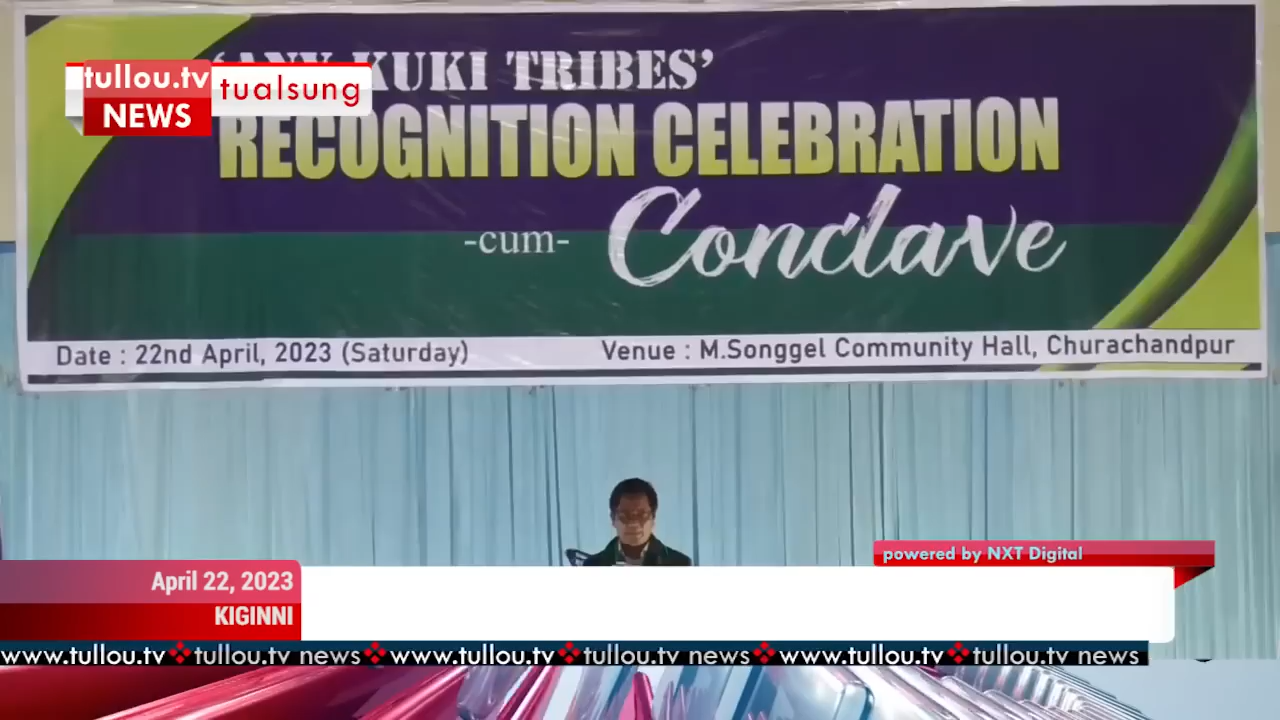 'ANY KUKI TRIBES'
tullou.tv
NEWS
tualsung
RECOGNITION CELEBRATION
-cum- Conclave
Date : 22nd April, 2023 (Saturday)
Venue : M.Songgel Community Hall, Churachandpur
powered by NXT Digital
April 22, 2023
KIGINNI
www.tullou.tv❖tullou.tv news❖www.tullou.tv❖tullou.tv news❖www.tullou.tv❖tullou.tv news